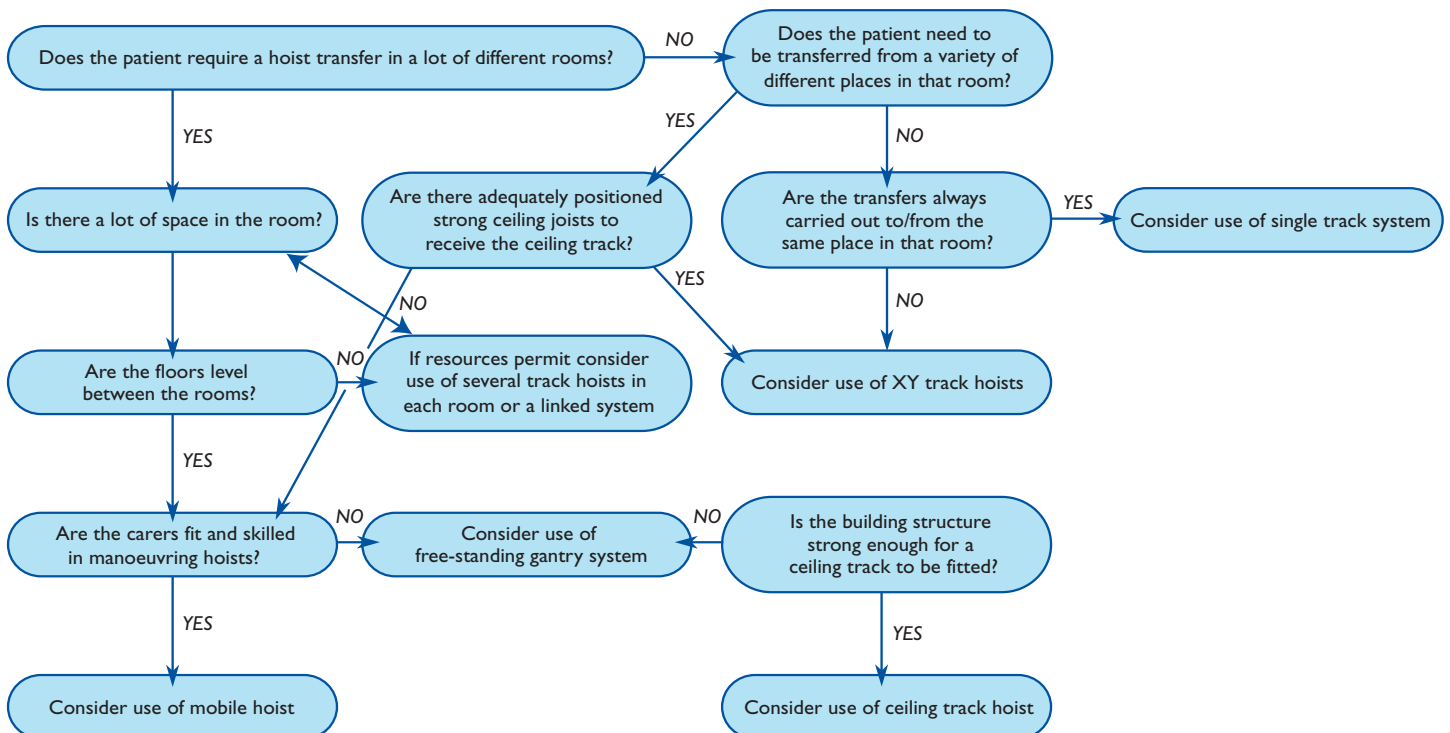 Does the patient require a hoist transfer in a lot of different rooms?
NO
Does the patient need to
be transferred from a variety of
different places in that room?
YES
YES
NO
Is there a lot of space in the room?
Are there adequately positioned
strong ceiling joists to
receive the ceiling track?
Are the transfers always
carried out to/from the
same place in that room?
YES
Consider use of single track system
NO
YES
NO
Are the floors level
between the rooms?
NO
If resources permit consider
use of several track hoists in
each room or a linked system
Consider use of XY track hoists
YES
Are the carers fit and skilled
in manoeuvring hoists?
NO
Consider use of
free-standing gantry system
NO
Is the building structure
strong enough for a
ceiling track to be fitted?
YES
YES
Consider use of mobile hoist
Consider use of ceiling track hoist